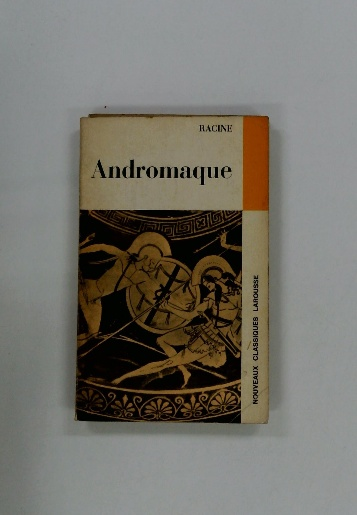 RACINE
Andromaque
NOUVEAUX CLASSIQUES LAROUSSE